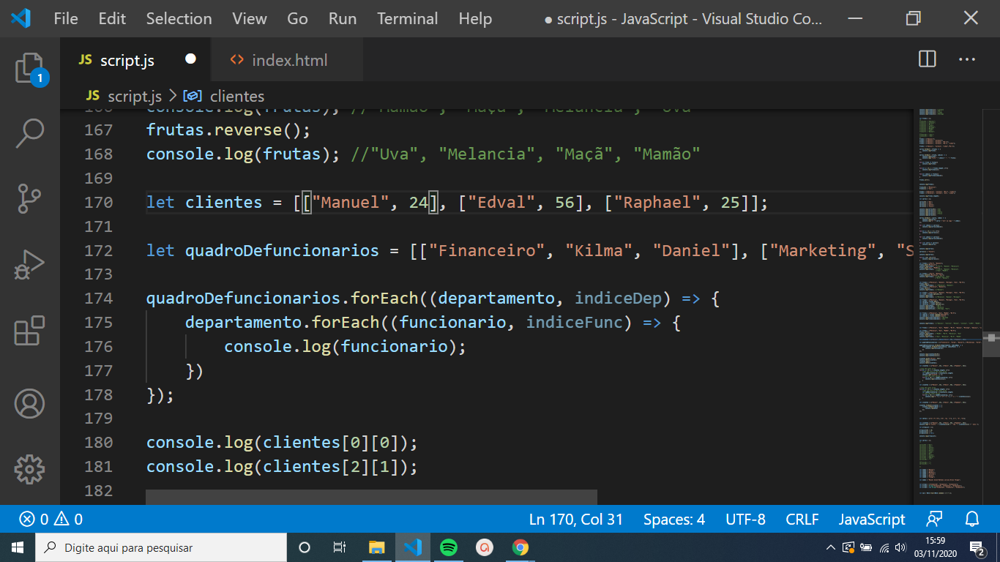 File Edit Selection View Go Run Terminal Help ● script.js - JavaScript - Visual Studio Co...
JS script.js ● <> index.html ...
1
JS script.js > clientes
166 console.log(frutas); // "Mamão", "Maçã", "Melancia", "Uva"
167 frutas.reverse();
168 console.log(frutas); //"Uva", "Melancia", "Maçã", "Mamão"
169
170 let clientes = [["Manuel", 24], ["Edval", 56], ["Raphael", 25]];
171
172 let quadroDefuncionarios = [["Financeiro", "Kilma", "Daniel"], ["Marketing", "S
173
174 quadroDefuncionarios.forEach((departamento, indiceDep) => {
175 departamento.forEach((funcionario, indiceFunc) => {
176 console.log(funcionario);
177 })
178 });
179
180 console.log(clientes[0][0]);
181 console.log(clientes[2][1]);
182
0 0 Ln 170, Col 31 Spaces: 4 UTF-8 CRLF JavaScript
Digite aqui para pesquisar 15:59
03/11/2020 2